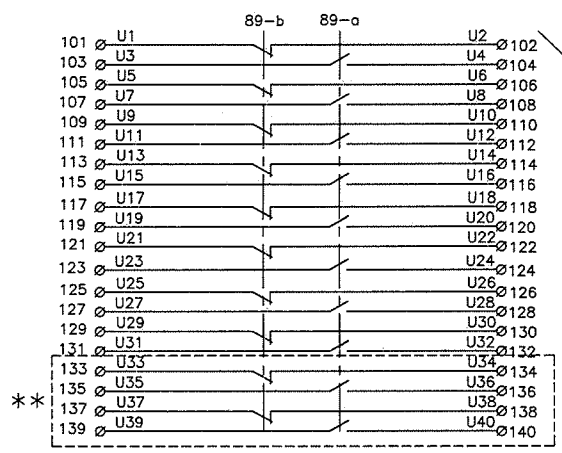 89-b 89-a
101 U1 U2 102
103 U3 U4 104
105 U5 U6 106
107 U7 U8 108
109 U9 U10 110
111 U11 U12 112
113 U13 U14 114
115 U15 U16 116
117 U17 U18 118
119 U19 U20 120
121 U21 U22 122
123 U23 U24 124
125 U25 U26 126
127 U27 U28 128
129 U29 U30 130
131 U31 U32 132
133 U33 U34 134
135 U35 U36 136
**
137 U37 U38 138
139 U39 U40 140